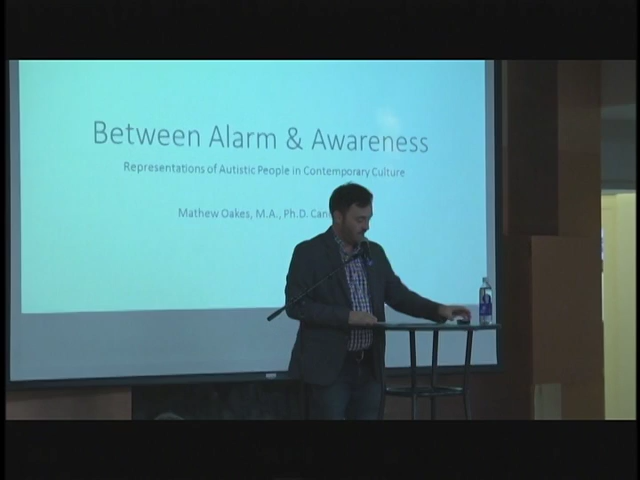 Between Alarm & Awareness
Representations of Autistic People in Contemporary Culture
Mathew Oakes, M.A., Ph.D. Can